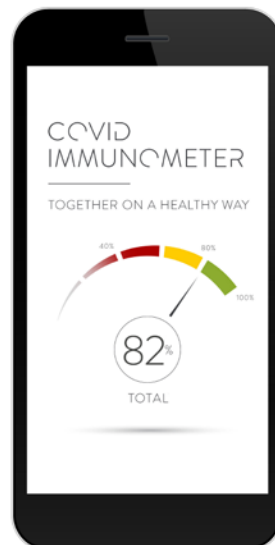 COVID
IMMUNOMETER
TOGETHER ON A HEALTHY WAY
40%
80%
100%
82%
TOTAL